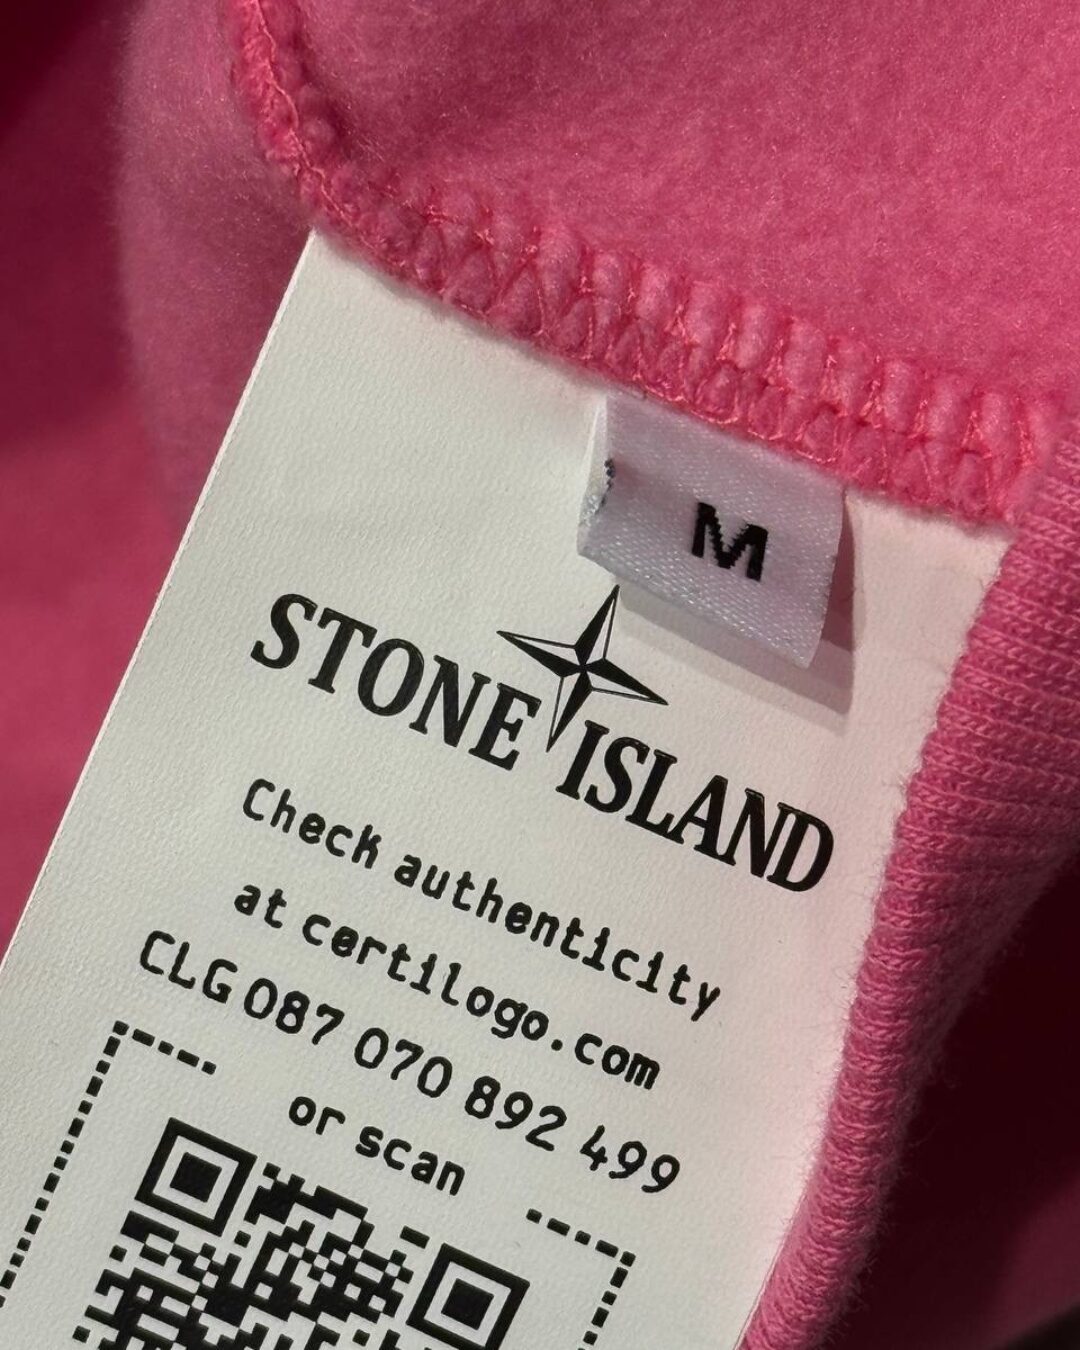 M
STONE ISLAND
Check authenticity
at certilogo.com
CLG 087 070 892 499
or scan